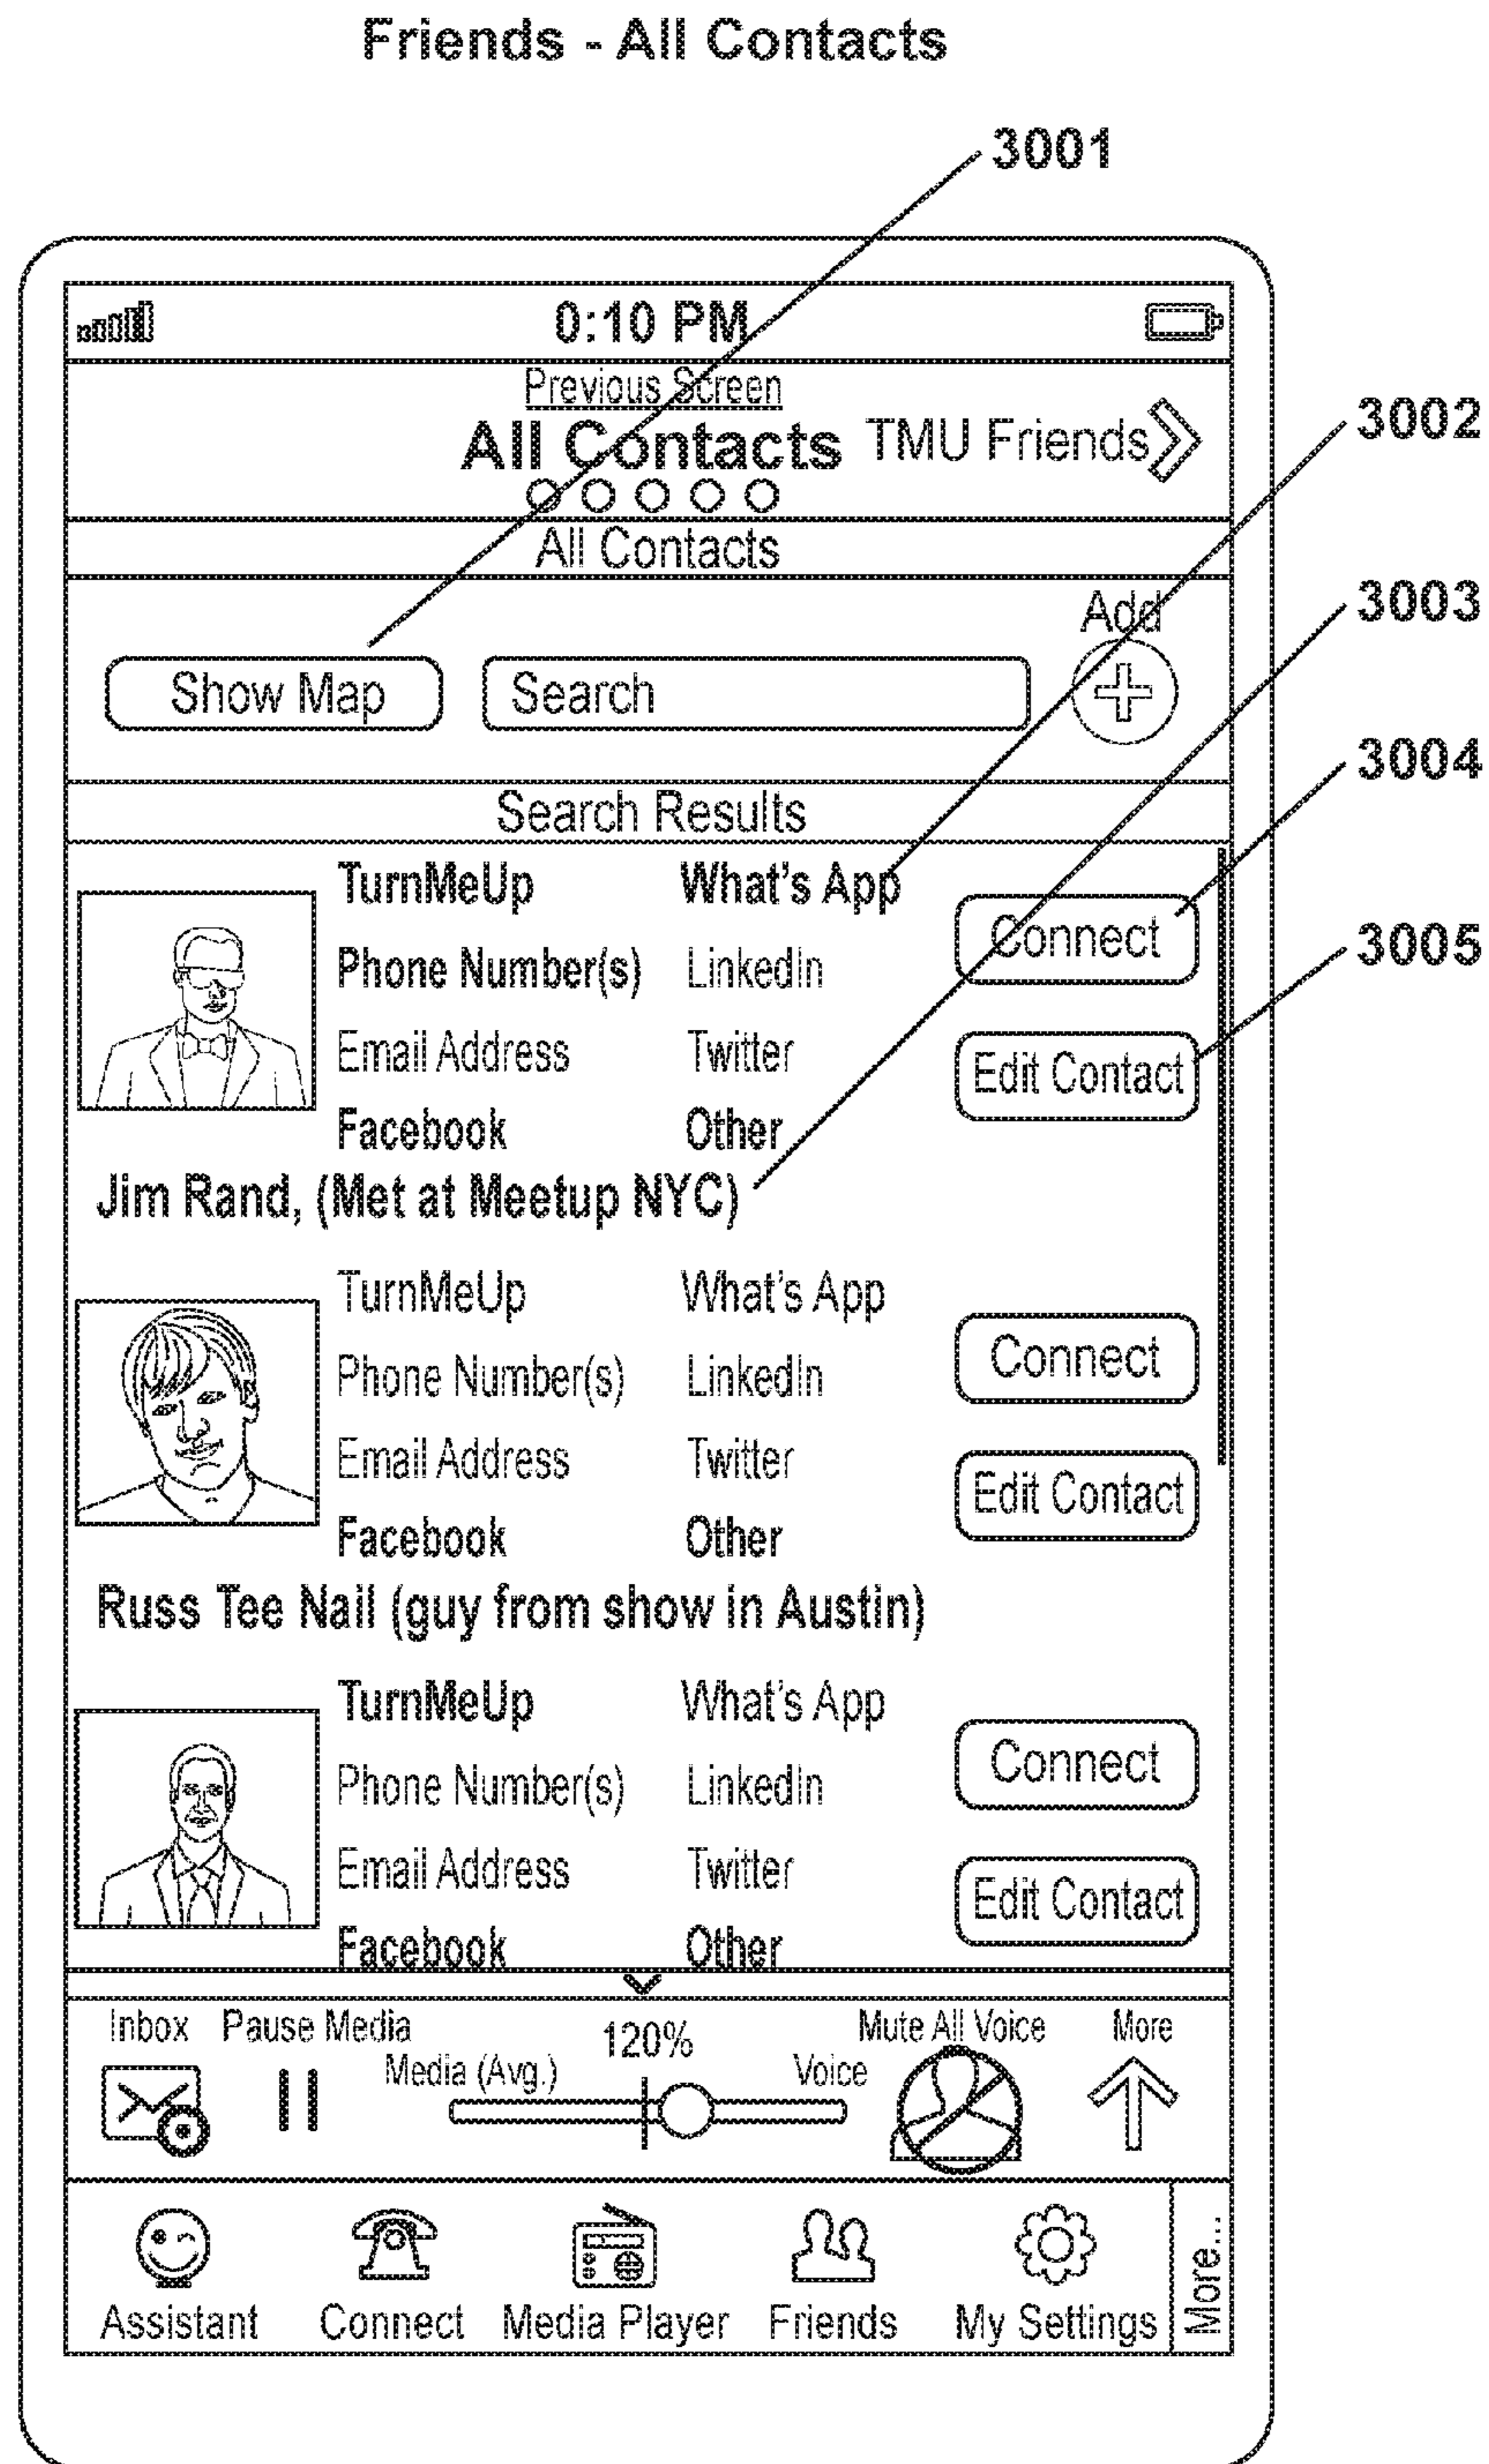 Friends - All Contacts
3001
0:10 PM
Previous Screen
All Contacts TMU Friends
3002
All Contacts
3003
Add
Show Map Search
3004
Search Results
TurnMeUp What's App
Connect
3005
Phone Number(s) LinkedIn
Email Address Twitter
Edit Contact
Facebook Other
Jim Rand, (Met at Meetup NYC)
TurnMeUp What's App
Connect
Phone Number(s) LinkedIn
Email Address Twitter
Edit Contact
Facebook Other
Russ Tee Nail (guy from show in Austin)
TurnMeUp What's App
Connect
Phone Number(s) LinkedIn
Email Address Twitter
Edit Contact
Facebook Other
Inbox Pause Media 120% Mute All Voice More
Media (Avg.) Voice
Assistant Connect Media Player Friends My Settings More...